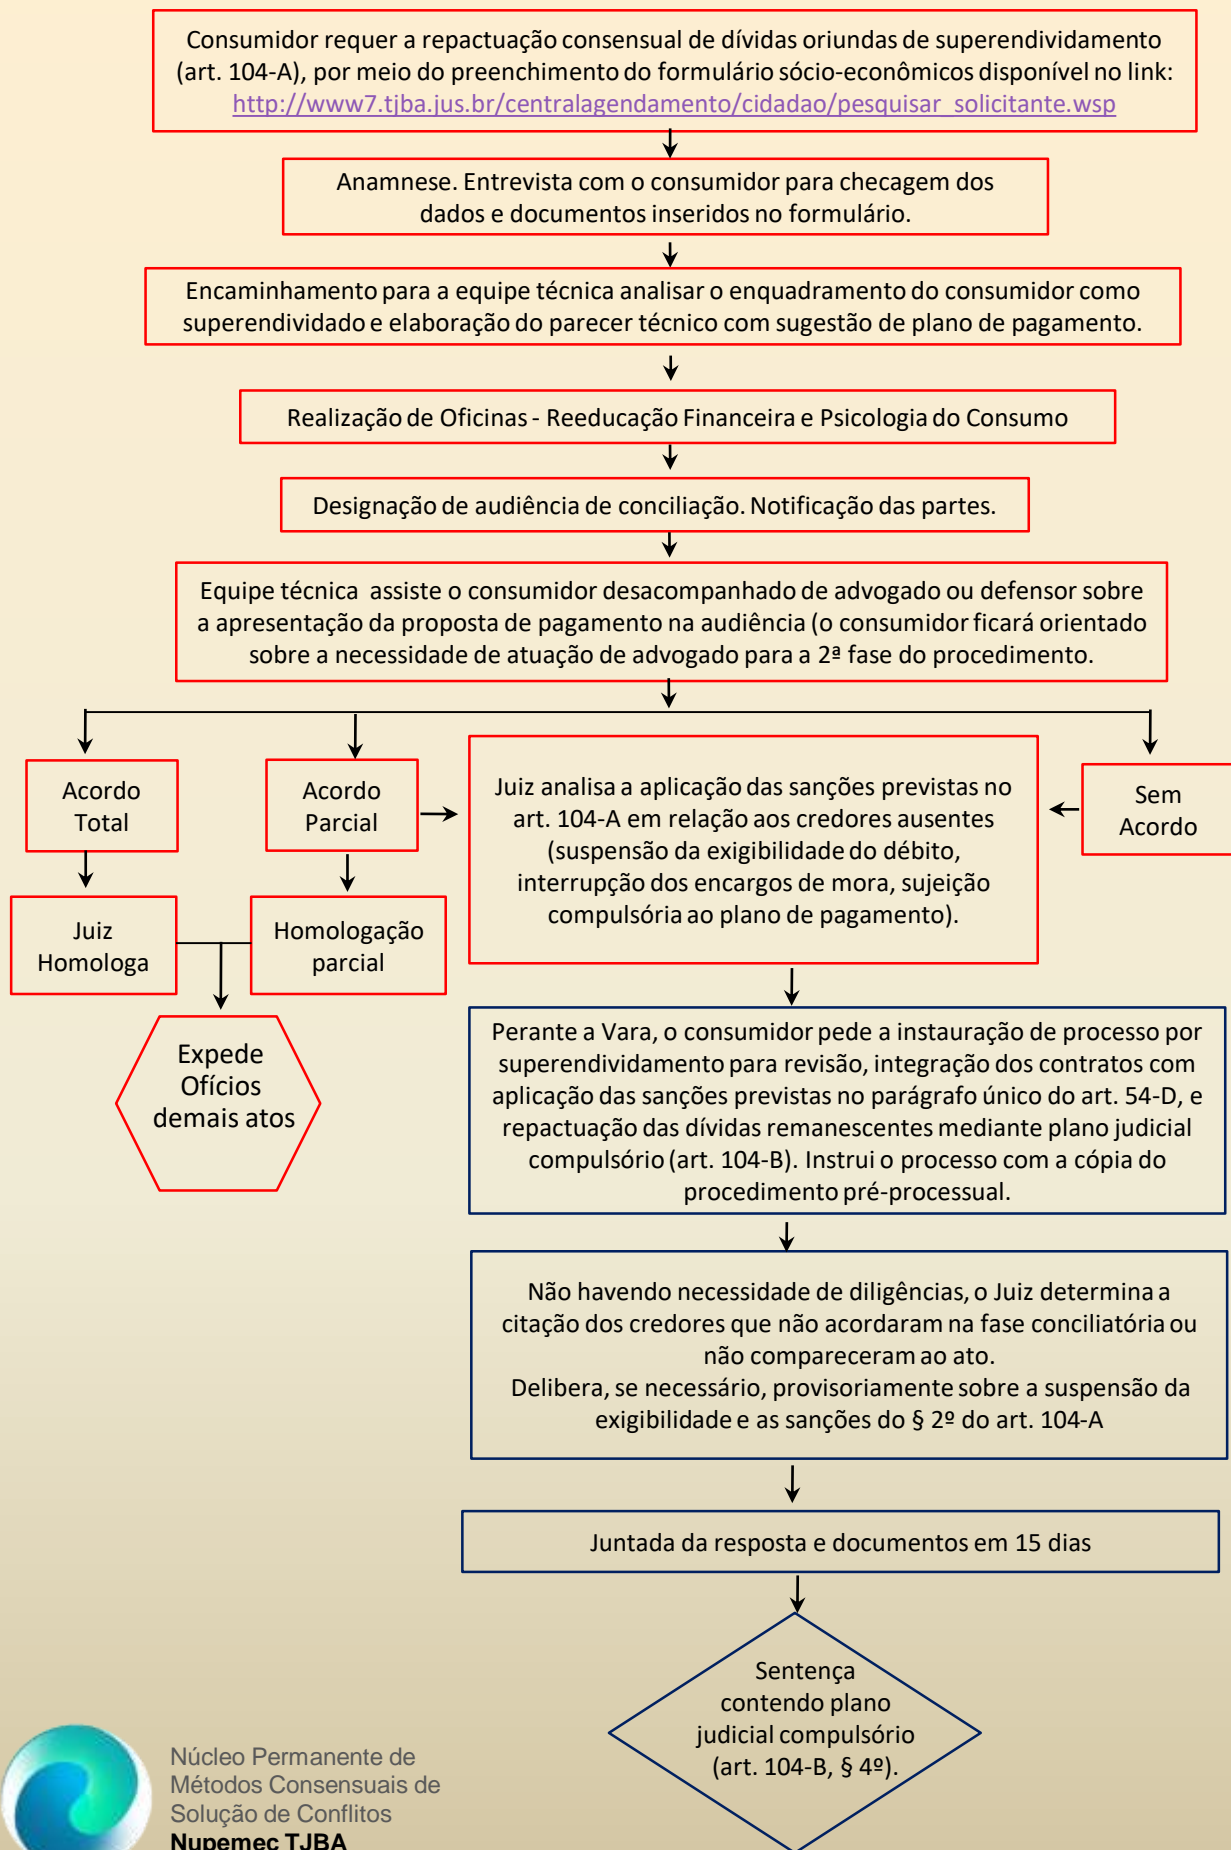 Consumidor requer a repactuação consensual de dívidas oriundas de superendividamento
(art. 104-A), por meio do preenchimento do formulário sócio-econômicos disponível no link:
http://www7.tjba.jus.br/centralagendamento/cidadao/pesquisar_solicitante.wsp
Anamnese. Entrevista com o consumidor para checagem dos
dados e documentos inseridos no formulário.
Encaminhamento para a equipe técnica analisar o enquadramento do consumidor como
superendividado e elaboração do parecer técnico com sugestão de plano de pagamento.
Realização de Oficinas - Reeducação Financeira e Psicologia do Consumo
Designação de audiência de conciliação. Notificação das partes.
Equipe técnica assiste o consumidor desacompanhado de advogado ou defensor sobre
a apresentação da proposta de pagamento na audiência (o consumidor ficará orientado
sobre a necessidade de atuação de advogado para a 2ª fase do procedimento.
Acordo
Total
Acordo
Parcial
Juiz analisa a aplicação das sanções previstas no
art. 104-A em relação aos credores ausentes
(suspensão da exigibilidade do débito,
interrupção dos encargos de mora, sujeição
compulsória ao plano de pagamento).
Sem
Acordo
Juiz
Homologa
Homologação
parcial
Expede
Ofícios
demais atos
Perante a Vara, o consumidor pede a instauração de processo por
superendividamento para revisão, integração dos contratos com
aplicação das sanções previstas no parágrafo único do art. 54-D, e
repactuação das dívidas remanescentes mediante plano judicial
compulsório (art. 104-B). Instrui o processo com a cópia do
procedimento pré-processual.
Não havendo necessidade de diligências, o Juiz determina a
citação dos credores que não acordaram na fase conciliatória ou
não compareceram ao ato.
Delibera, se necessário, provisoriamente sobre a suspensão da
exigibilidade e as sanções do § 2º do art. 104-A
Juntada da resposta e documentos em 15 dias
Sentença
contendo plano
judicial compulsório
(art. 104-B, § 4º).
Núcleo Permanente de
Métodos Consensuais de
Solução de Conflitos
Nupemec TJBA